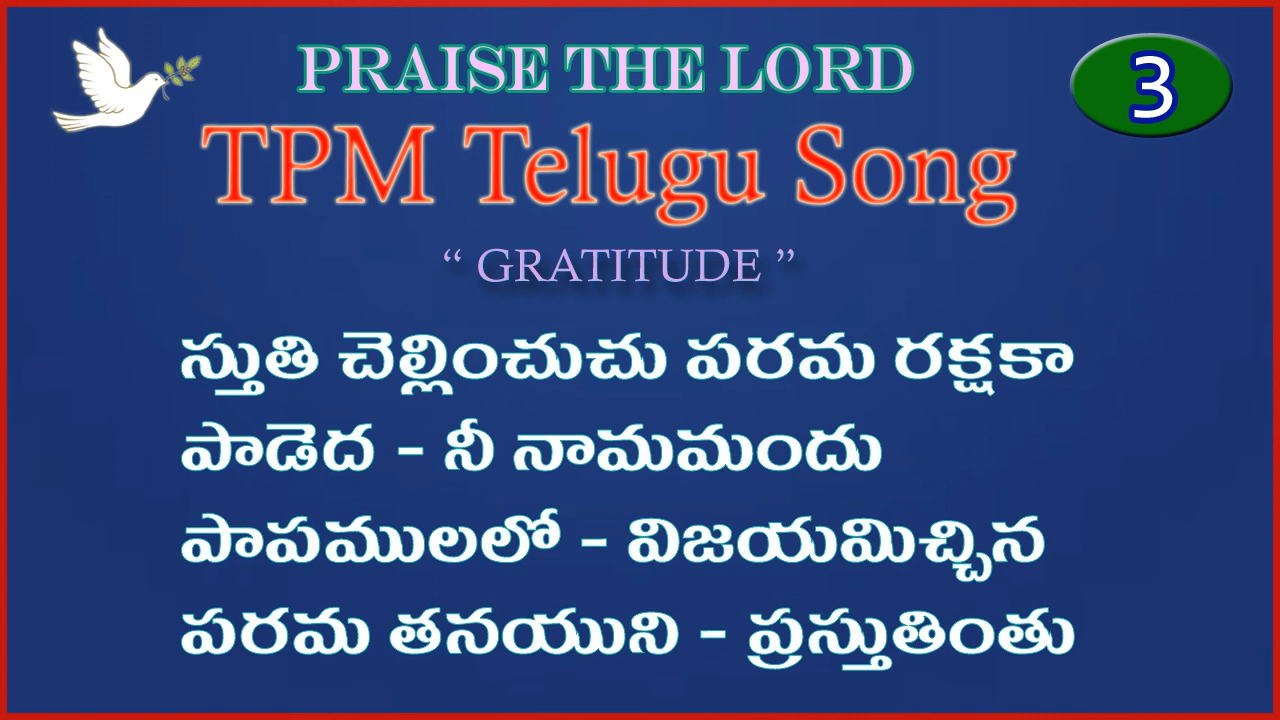 PRAISE THE LORD
3
TPM Telugu Song
“ GRATITUDE ”
స్తుతి చెల్లించుచు పరమ రక్షకా
పాడెద - నీ నామమందు
పాపములలో - విజయమిచ్చిన
పరమ తనయుని - ప్రస్తుతింతు